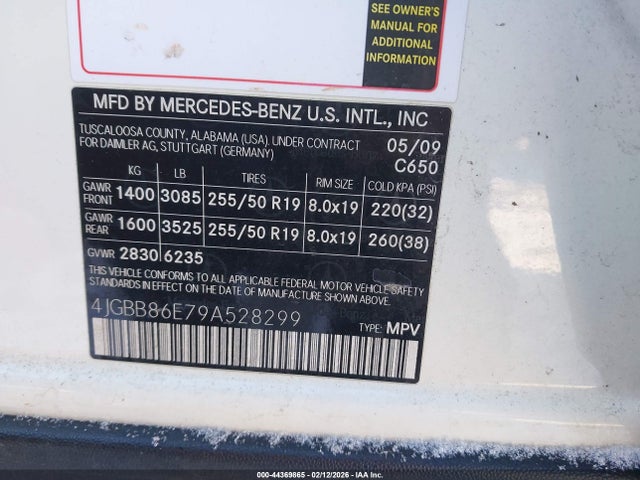 SEE OWNER'S
MANUAL FOR
ADDITIONAL
INFORMATION
MFD BY MERCEDES-BENZ U.S. INTL., INC
TUSCALOOSA COUNTY, ALABAMA (USA). UNDER CONTRACT 05/09
FOR DAIMLER AG, STUTTGART (GERMANY) C650
KG LB TIRES RIM SIZE COLD KPA (PSI)
GAWR FRONT 1400 3085 255/50 R19 8.0x19 220(32)
GAWR REAR 1600 3525 255/50 R19 8.0x19 260(38)
GVWR 2830 6235
THIS VEHICLE CONFORMS TO ALL APPLICABLE FEDERAL MOTOR VEHICLE SAFETY
STANDARDS IN EFFECT ON THE DATE OF MANUFACTURE SHOWN ABOVE
4JGBB86E79A528299
TYPE: MPV
000-44369865 - 02/12/2026 - IAAI.COM